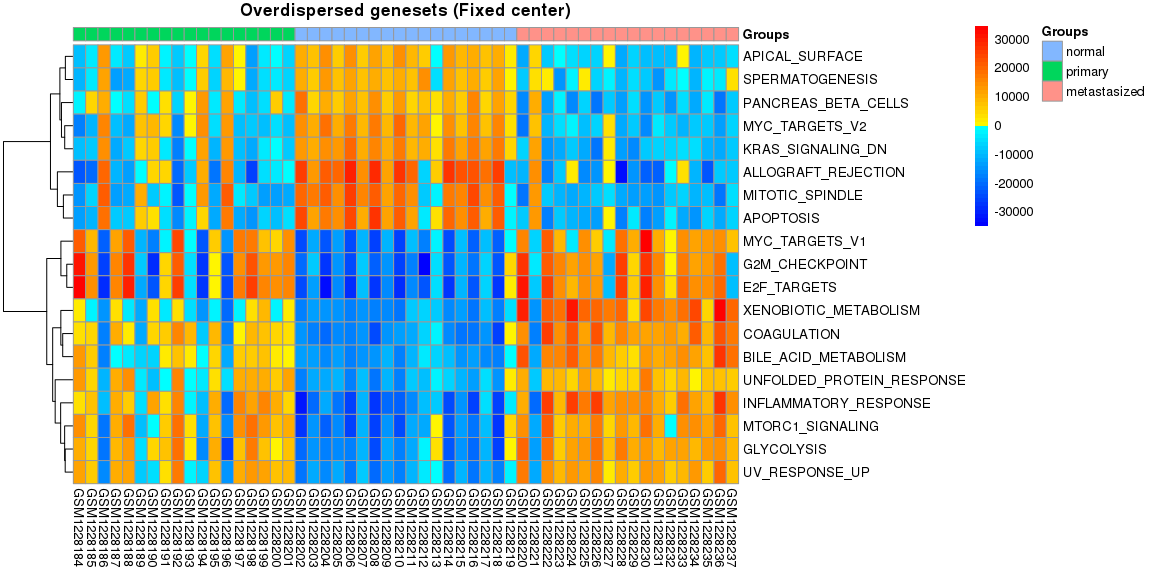 Overdispersed genesets (Fixed center)
Groups
APICAL_SURFACE
SPERMATOGENESIS
PANCREAS_BETA_CELLS
MYC_TARGETS_V2
KRAS_SIGNALING_DN
ALLOGRAFT_REJECTION
MITOTIC_SPINDLE
APOPTOSIS
MYC_TARGETS_V1
G2M_CHECKPOINT
E2F_TARGETS
XENOBIOTIC_METABOLISM
COAGULATION
BILE_ACID_METABOLISM
UNFOLDED_PROTEIN_RESPONSE
INFLAMMATORY_RESPONSE
MTORC1_SIGNALING
GLYCOLYSIS
UV_RESPONSE_UP
30000
20000
10000
0
-10000
-20000
-30000
Groups
normal
primary
metastasized
GSM1228184
GSM1228185
GSM1228186
GSM1228187
GSM1228188
GSM1228189
GSM1228190
GSM1228191
GSM1228192
GSM1228193
GSM1228194
GSM1228195
GSM1228196
GSM1228197
GSM1228198
GSM1228199
GSM1228200
GSM1228201
GSM1228202
GSM1228203
GSM1228204
GSM1228205
GSM1228206
GSM1228207
GSM1228208
GSM1228209
GSM1228210
GSM1228211
GSM1228212
GSM1228213
GSM1228214
GSM1228215
GSM1228216
GSM1228217
GSM1228218
GSM1228219
GSM1228220
GSM1228221
GSM1228222
GSM1228223
GSM1228224
GSM1228225
GSM1228226
GSM1228227
GSM1228228
GSM1228229
GSM1228230
GSM1228231
GSM1228232
GSM1228233
GSM1228234
GSM1228235
GSM1228236
GSM1228237